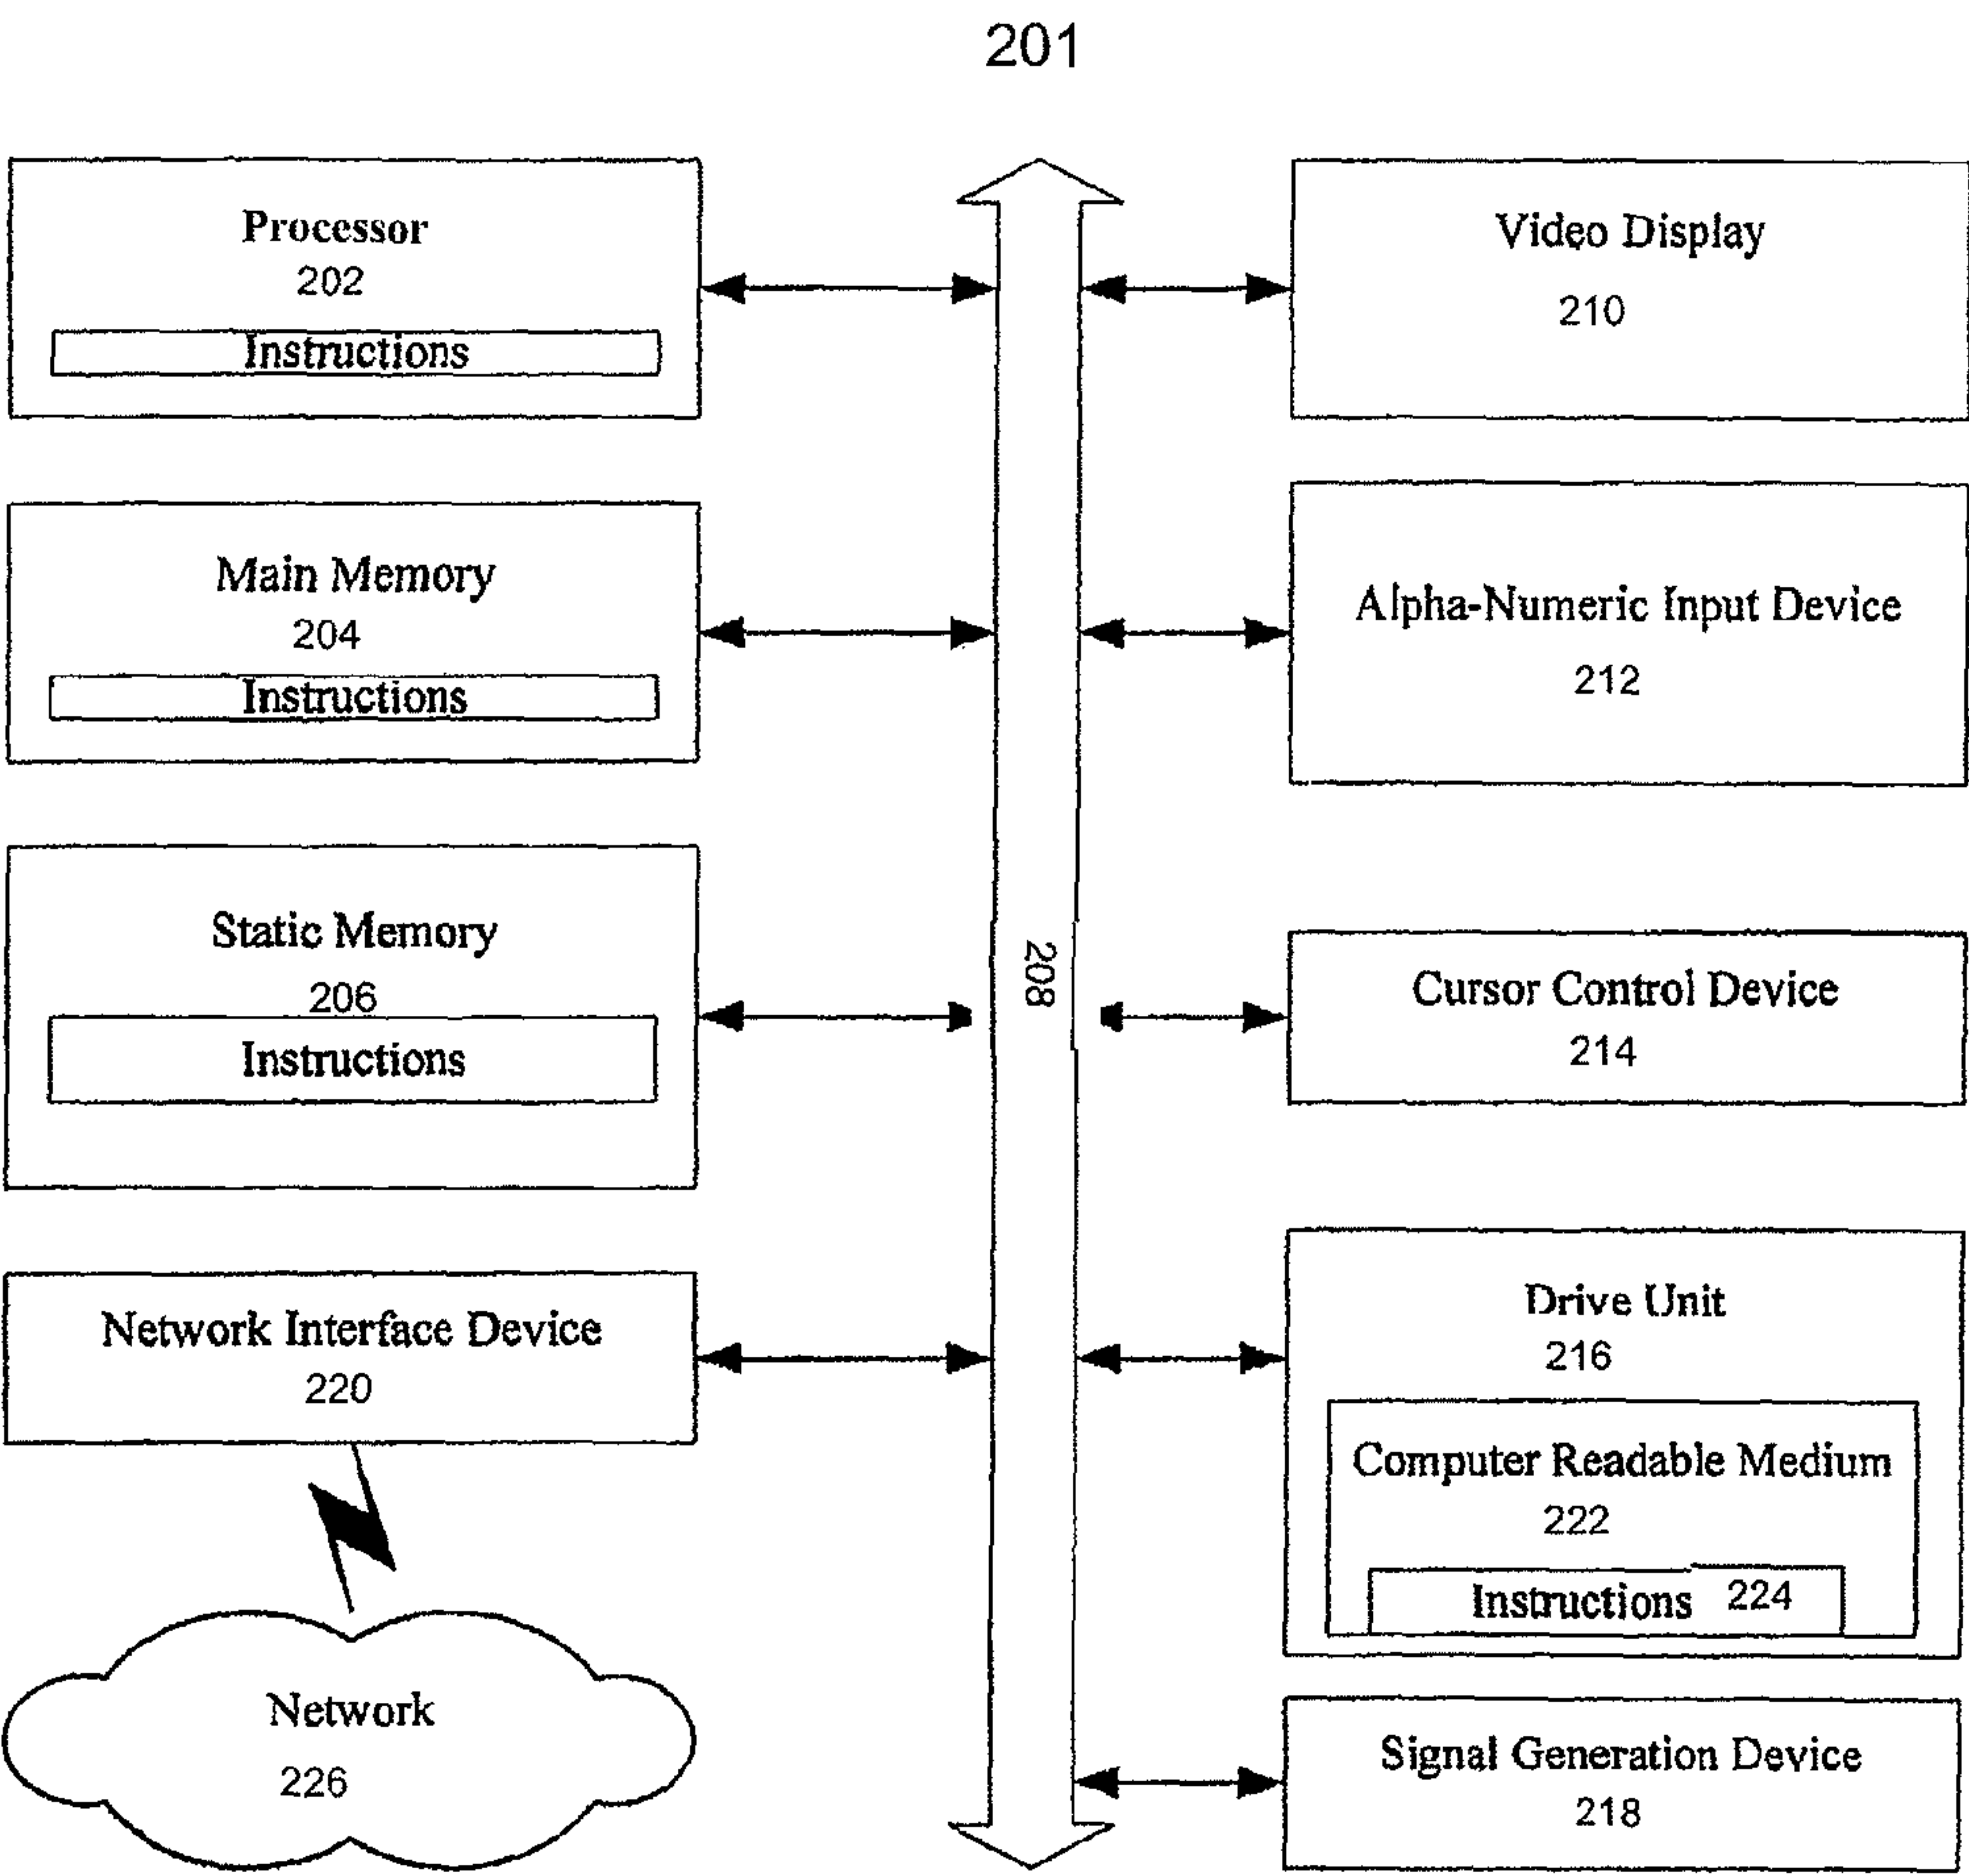 201
Processor
202
Instructions
Main Memory
204
Instructions
Static Memory
206
Instructions
Network Interface Device
220
Network
226
208
Video Display
210
Alpha-Numeric Input Device
212
Cursor Control Device
214
Drive Unit
216
Computer Readable Medium
222
Instructions 224
Signal Generation Device
218